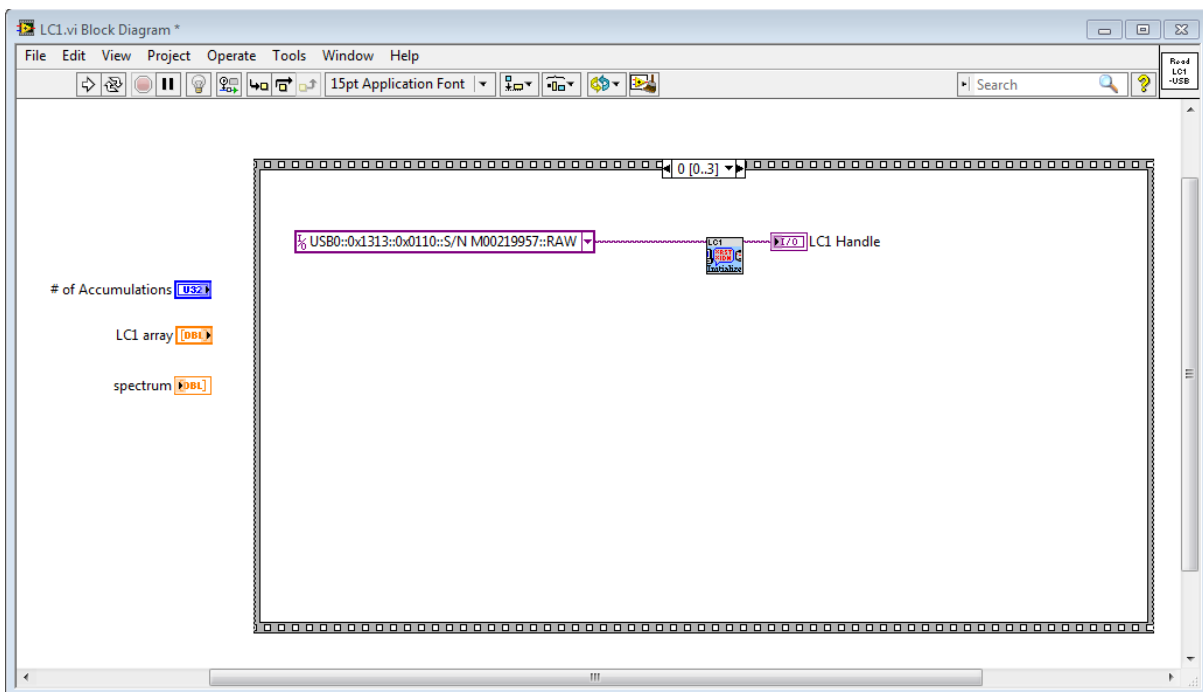 LC1.vi Block Diagram *
File Edit View Project Operate Tools Window Help
15pt Application Font
Search
?
Read
LC1
-USB
0 [0..3]
I/O USB0::0x1313::0x0110::S/N M00219957::RAW
LC1
Initialize
I/O LC1 Handle
# of Accumulations U32
LC1 array [DBL]
spectrum [DBL]